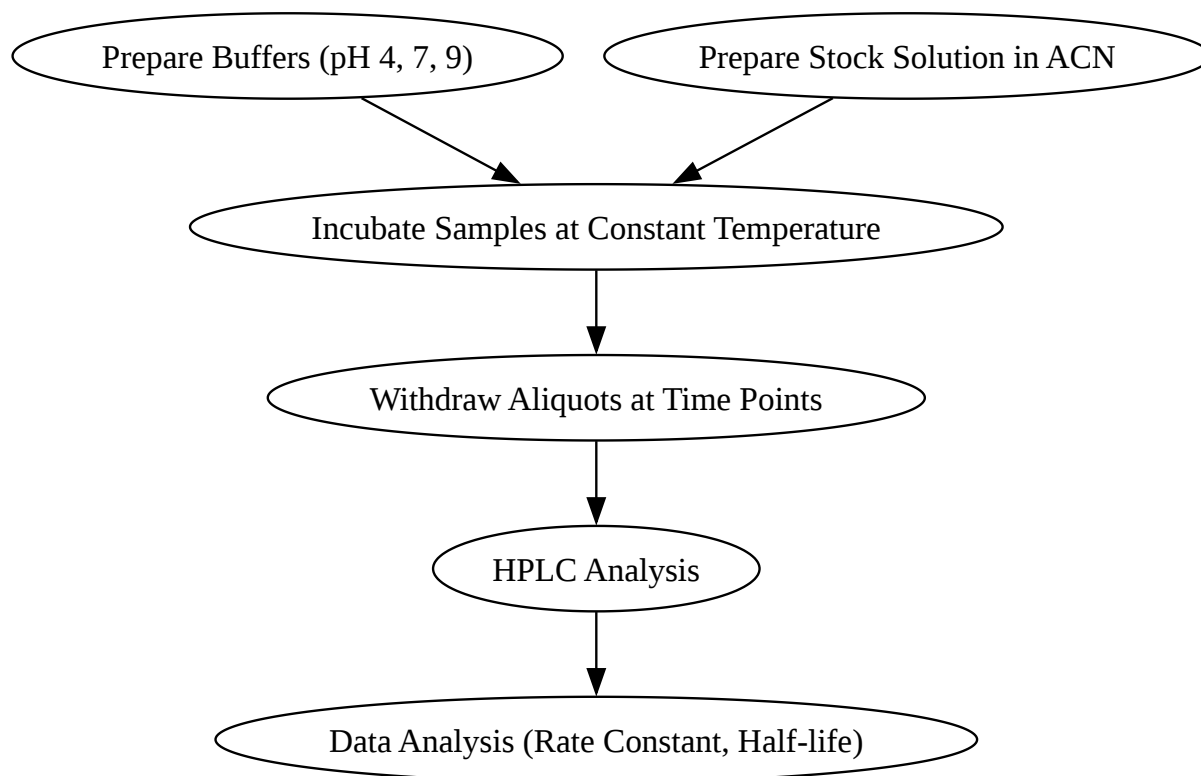 Prepare Buffers (pH 4, 7, 9)
Prepare Stock Solution in ACN
Incubate Samples at Constant Temperature
Withdraw Aliquots at Time Points
HPLC Analysis
Data Analysis (Rate Constant, Half-life)